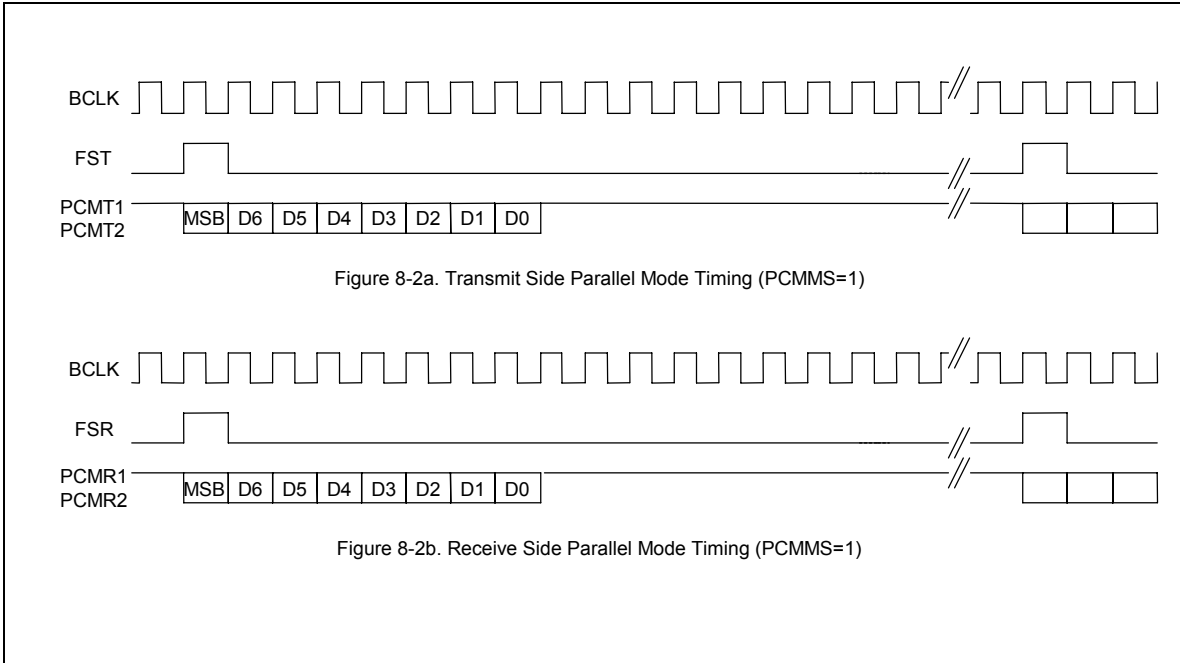 BCLK
FST
PCMT1
PCMT2
MSB D6 D5 D4 D3 D2 D1 D0
Figure 8-2a. Transmit Side Parallel Mode Timing (PCMMS=1)
BCLK
FSR
PCMR1
PCMR2
MSB D6 D5 D4 D3 D2 D1 D0
Figure 8-2b. Receive Side Parallel Mode Timing (PCMMS=1)